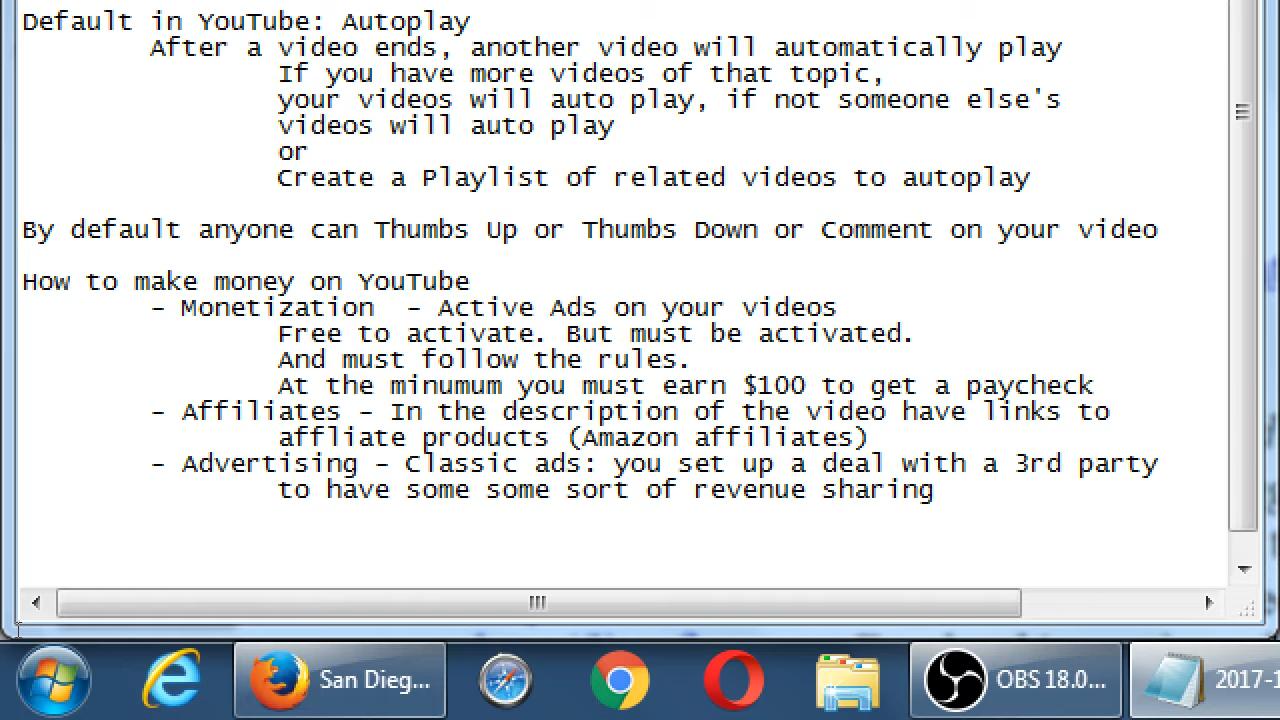 Default in YouTube: Autoplay
After a video ends, another video will automatically play
If you have more videos of that topic,
your videos will auto play, if not someone else's
videos will auto play
or
Create a Playlist of related videos to autoplay
By default anyone can Thumbs Up or Thumbs Down or Comment on your video
How to make money on YouTube
- Monetization  - Active Ads on your videos
Free to activate. But must be activated.
And must follow the rules.
At the minumum you must earn $100 to get a paycheck
- Affiliates - In the description of the video have links to
affliate products (Amazon affiliates)
- Advertising - Classic ads: you set up a deal with a 3rd party
to have some some sort of revenue sharing
San Dieg... OBS 18.0... 2017-1